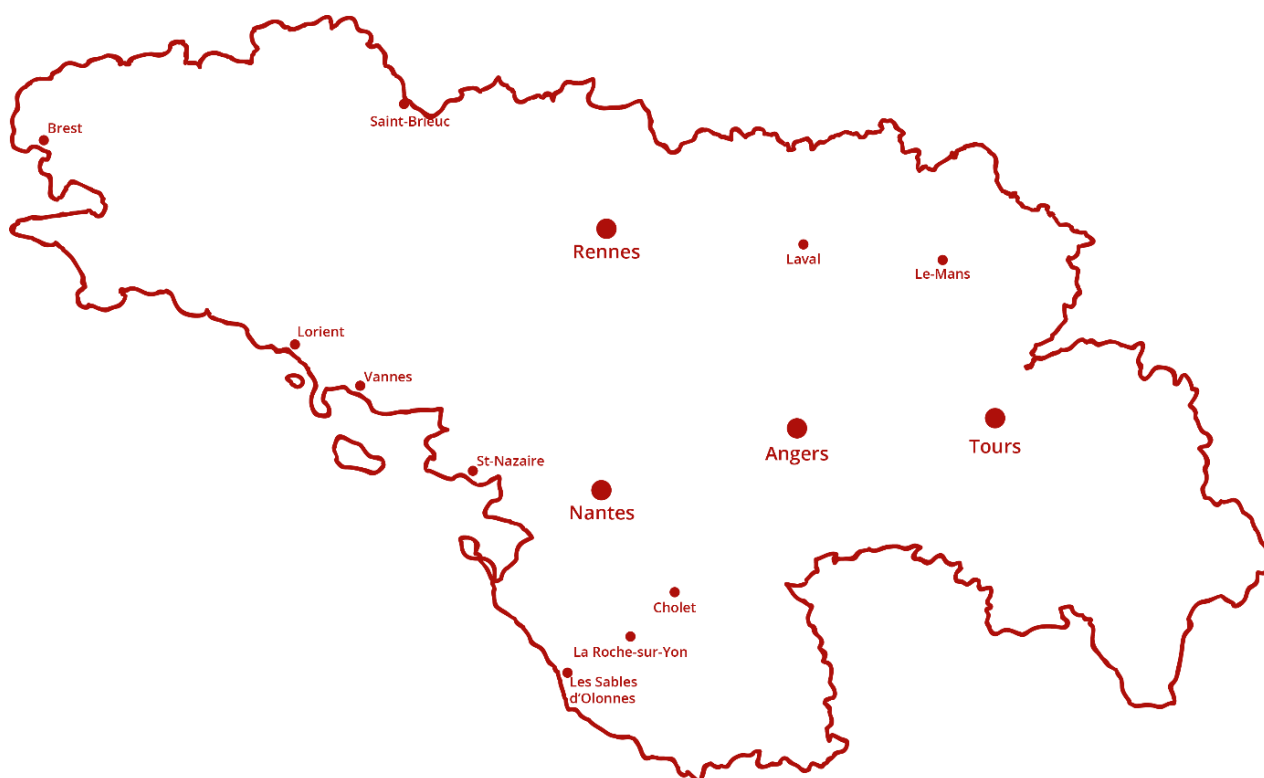 Saint-Brieuc
Brest
Rennes
Laval
Le-Mans
Lorient
Vannes
Angers
Tours
St-Nazaire
Nantes
Cholet
La Roche-sur-Yon
Les Sables
d'Olonnes